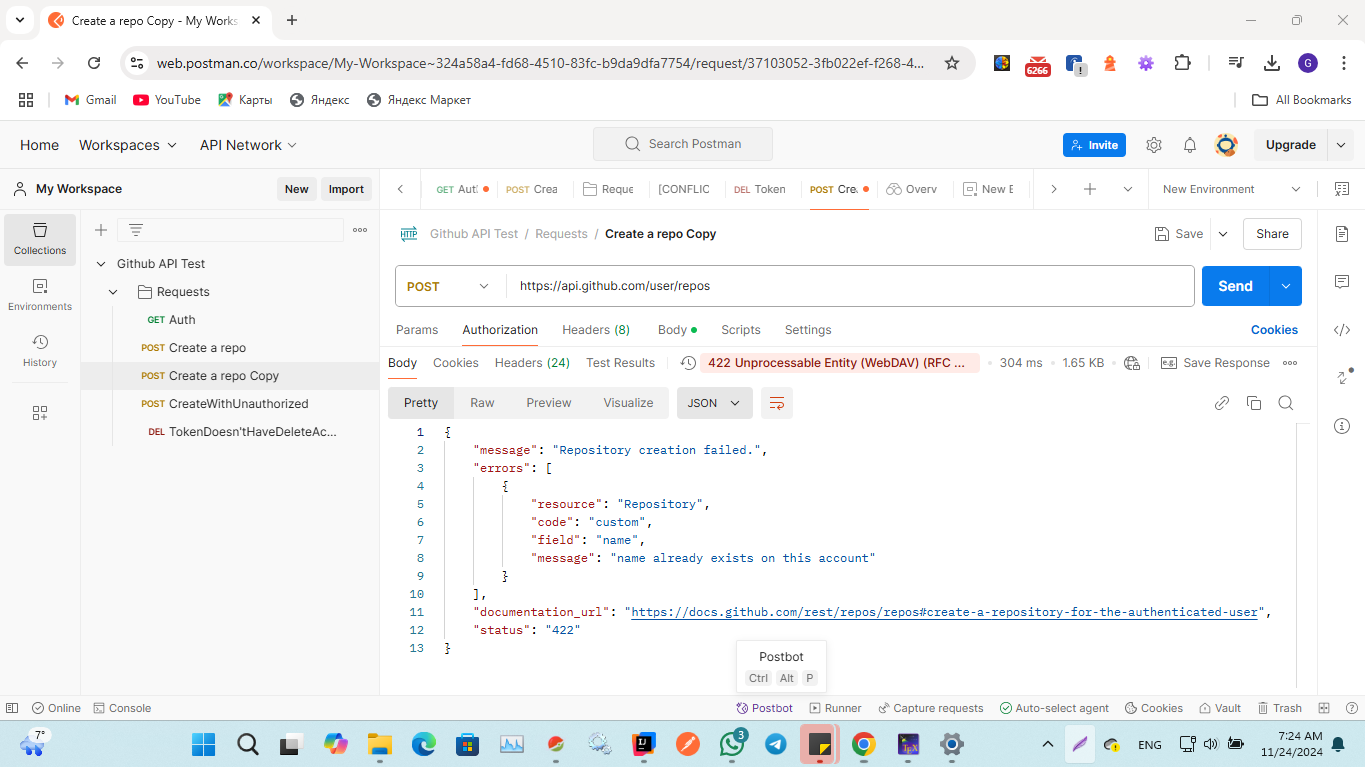 Create a repo Copy - My Works
web.postman.co/workspace/My-Workspace~324a58a4-fd68-4510-83fc-b9da9dfa7754/request/37103052-3fb022ef-f268-4...
6266
G
Gmail
YouTube
Карты
Яндекс
Яндекс Маркет
All Bookmarks
Home
Workspaces
API Network
Search Postman
Invite
Upgrade
My Workspace
New
Import
GET Aut
POST Crea
Reque
[CONFLIC
DEL Token
POST Cre
Overv
New E
New Environment
Collections
Environments
History
Github API Test
Requests
GET Auth
POST Create a repo
POST Create a repo Copy
POST CreateWithUnauthorized
DEL TokenDoesn'tHaveDeleteAc...
HTTP
Github API Test / Requests / Create a repo Copy
Save
Share
POST
https://api.github.com/user/repos
Send
Params
Authorization
Headers (8)
Body
Scripts
Settings
Cookies
Body
Cookies
Headers (24)
Test Results
422 Unprocessable Entity (WebDAV) (RFC ...
304 ms
1.65 KB
e.g.
Save Response
Pretty
Raw
Preview
Visualize
JSON
1 {
2 "message": "Repository creation failed.",
3 "errors": [
4 {
5 "resource": "Repository",
6 "code": "custom",
7 "field": "name",
8 "message": "name already exists on this account"
9 }
10 ],
11 "documentation_url": "https://docs.github.com/rest/repos/repos#create-a-repository-for-the-authenticated-user",
12 "status": "422"
13 }
Postbot
Ctrl Alt P
Online
Console
Postbot
Runner
Capture requests
Auto-select agent
Cookies
Vault
Trash
7°
3
ENG
7:24 AM
11/24/2024